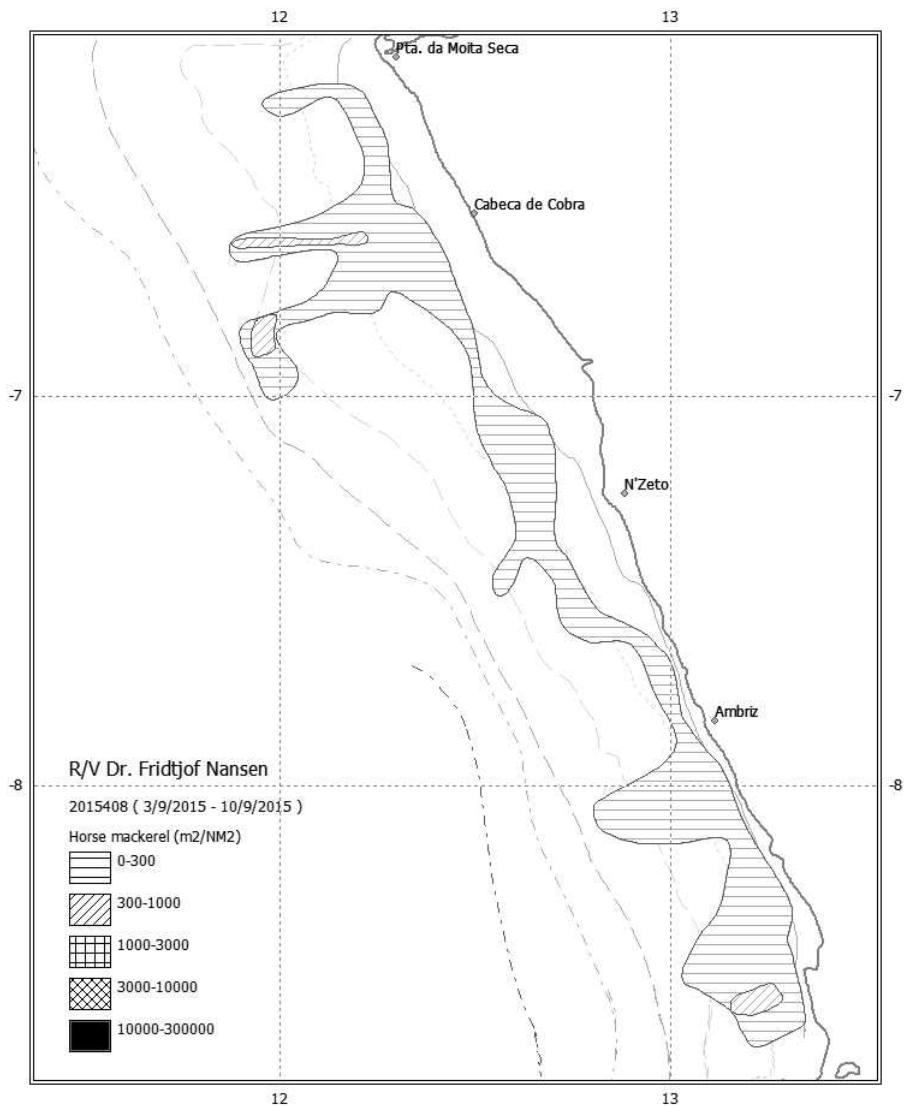 12 13
Pta. da Moita Seca
Cabeca de Cobra
-7 -7
N'Zeto
Ambriz
-8 -8
R/V Dr. Fridtjof Nansen
2015408 ( 3/9/2015 - 10/9/2015 )
Horse mackerel (m2/NM2)
0-300
300-1000
1000-3000
3000-10000
10000-300000
12 13